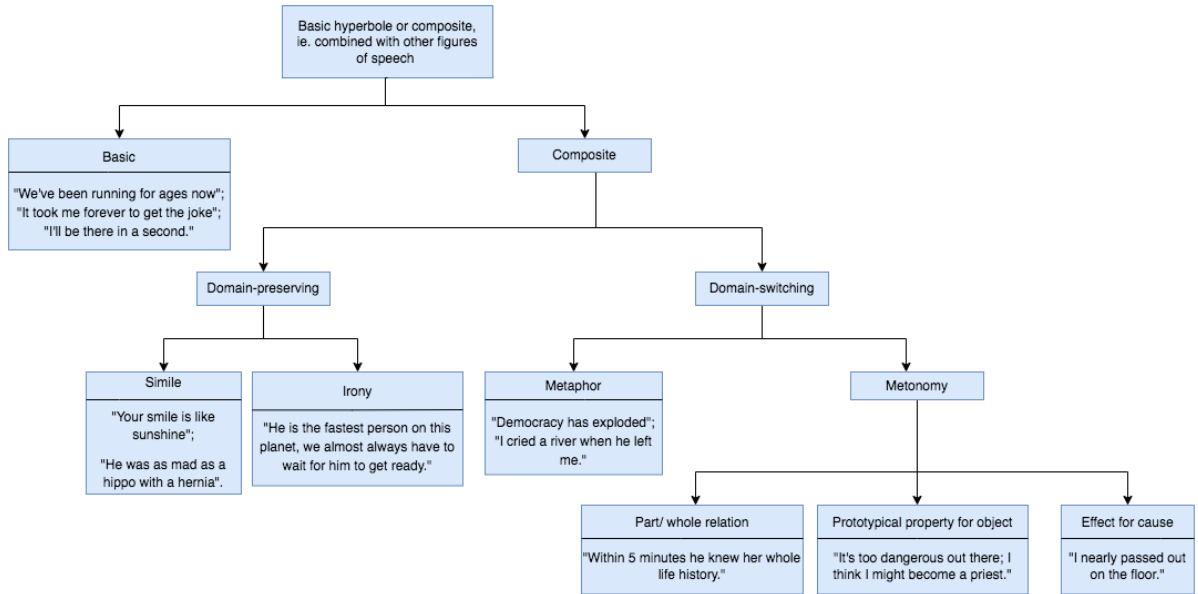 Basic hyperbole or composite,
ie. combined with other figures
of speech
Basic
"We've been running for ages now";
"It took me forever to get the joke";
"I'll be there in a second."
Composite
Domain-preserving
Domain-switching
Simile
"Your smile is like
sunshine";
"He was as mad as a
hippo with a hernia".
Irony
"He is the fastest person on this
planet, we almost always have to
wait for him to get ready."
Metaphor
"Democracy has exploded";
"I cried a river when he left
me."
Metonomy
Part/ whole relation
"Within 5 minutes he knew her whole
life history."
Prototypical property for object
"It's too dangerous out there; I
think I might become a priest."
Effect for cause
"I nearly passed out
on the floor."